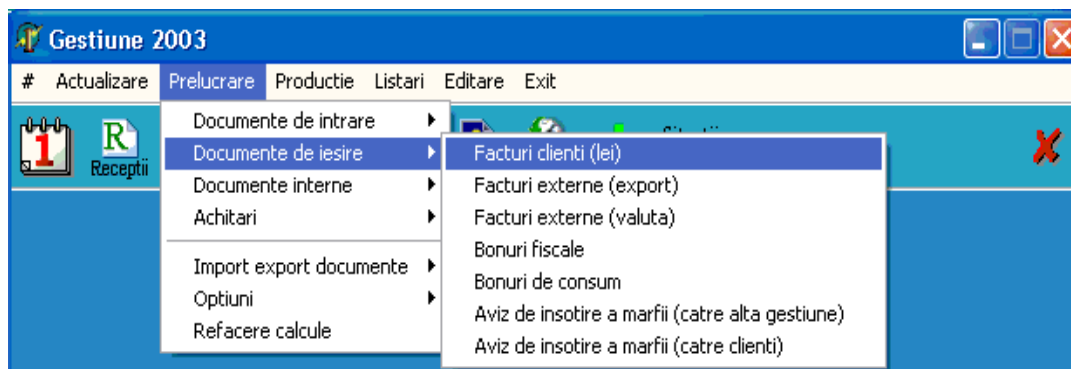 Gestiune 2003
# Actualizare Prelucrare Productie Listari Editare Exit
1
R
Receptii
Documente de intrare
Documente de iesire
Documente interne
Achitari
Import export documente
Optiuni
Refacere calcule
Facturi clienti (lei)
Facturi externe (export)
Facturi externe (valuta)
Bonuri fiscale
Bonuri de consum
Aviz de insotire a marfii (catre alta gestiune)
Aviz de insotire a marfii (catre clienti)